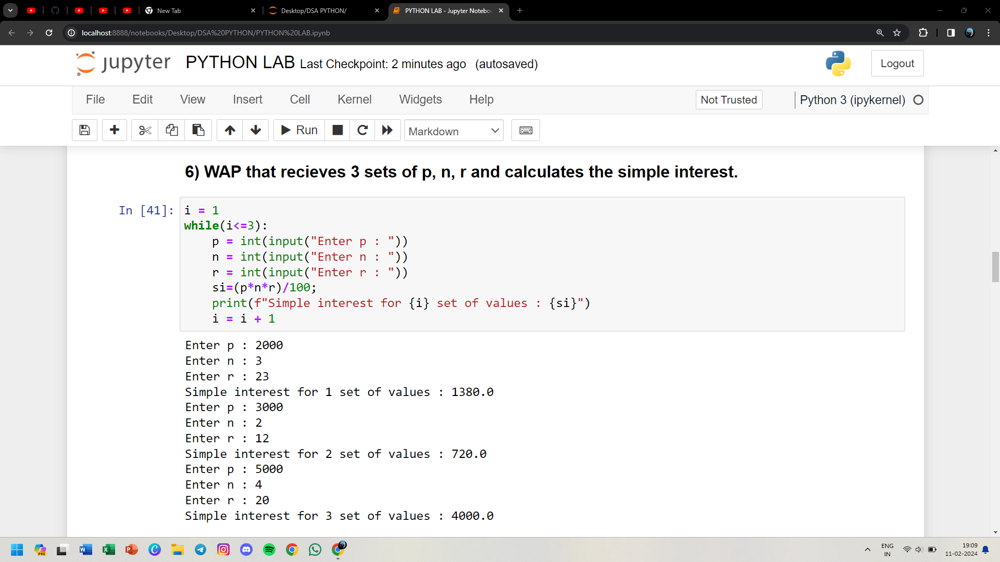 New Tab
Desktop/DSA PYTHON/
PYTHON LAB - Jupyter Notebo
localhost:8888/notebooks/Desktop/DSA%20PYTHON/PYTHON%20LAB.ipynb
jupyter PYTHON LAB Last Checkpoint: 2 minutes ago (autosaved)
Logout
File Edit View Insert Cell Kernel Widgets Help
Not Trusted
Python 3 (ipykernel)
Run
Markdown
6) WAP that recieves 3 sets of p, n, r and calculates the simple interest.
In [41]: i = 1
while(i<=3):
    p = int(input("Enter p : "))
    n = int(input("Enter n : "))
    r = int(input("Enter r : "))
    si=(p*n*r)/100;
    print(f"Simple interest for {i} set of values : {si}")
    i = i + 1
Enter p : 2000
Enter n : 3
Enter r : 23
Simple interest for 1 set of values : 1380.0
Enter p : 3000
Enter n : 2
Enter r : 12
Simple interest for 2 set of values : 720.0
Enter p : 5000
Enter n : 4
Enter r : 20
Simple interest for 3 set of values : 4000.0
PRE
ENG
IN
19:09
11-02-2024